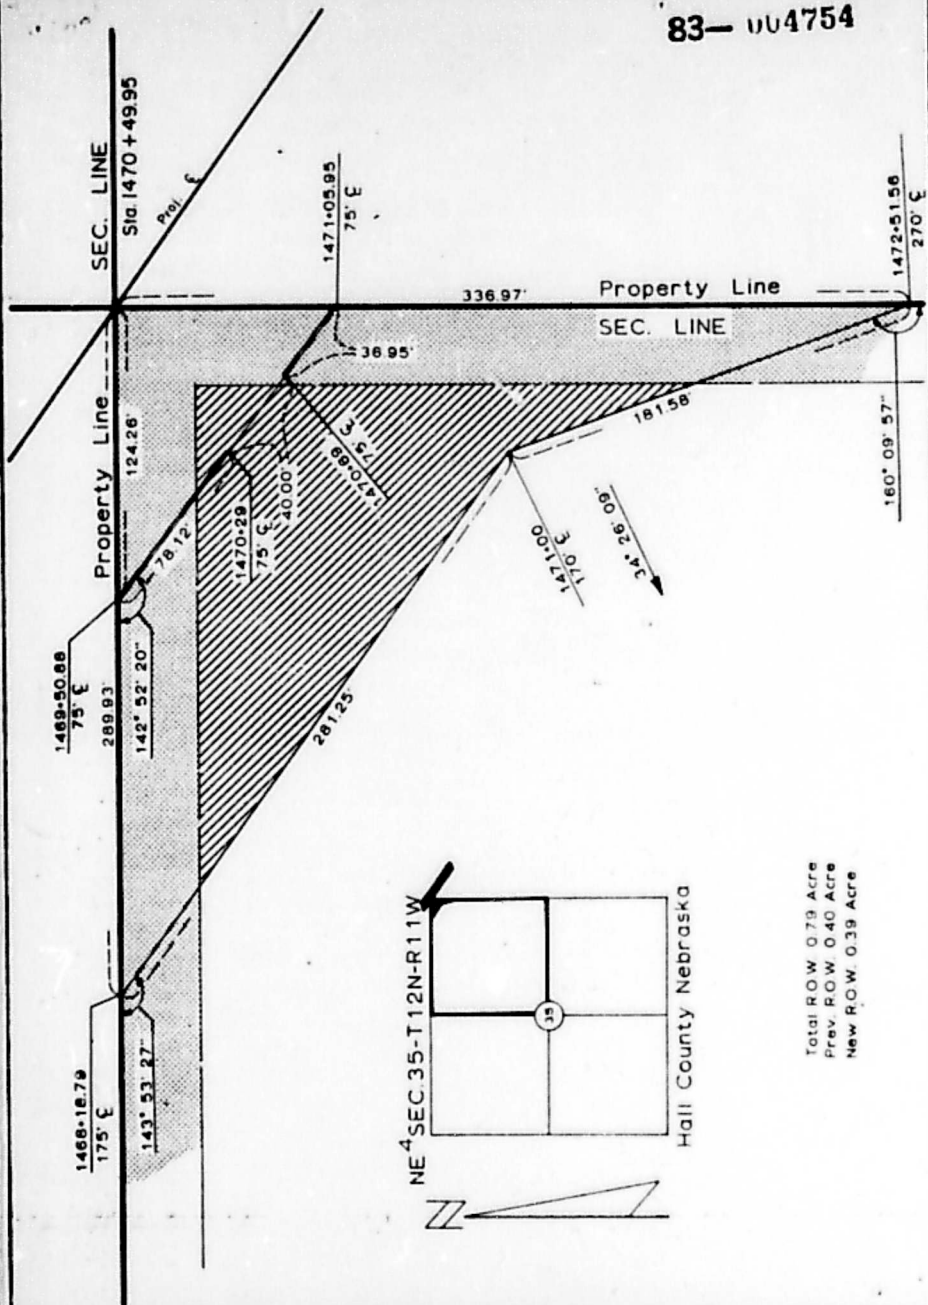 83— 004754
SEC. LINE
Sta. 1470 + 49.95
Proj. ℄
1471+05.95
75' ℄
336.97'
Property Line
SEC. LINE
1472+51.56
270' ℄
36.95'
Property Line
124.26'
181.58'
160° 09' 57"
1470+69
75' ℄
40.00'
1470+29
75' ℄
78.12'
1471+00
170' ℄
34° 26' 09"
1469+50.88
75' ℄
289.93'
142° 52' 20"
281.25'
1468+18.79
175' ℄
143° 53' 27"
NE⁴ SEC.35-T12N-R11W
35
Hall County Nebraska
Total R.O.W. 0.79 Acre
Prev. R.O.W. 0.40 Acre
New R.O.W. 0.39 Acre